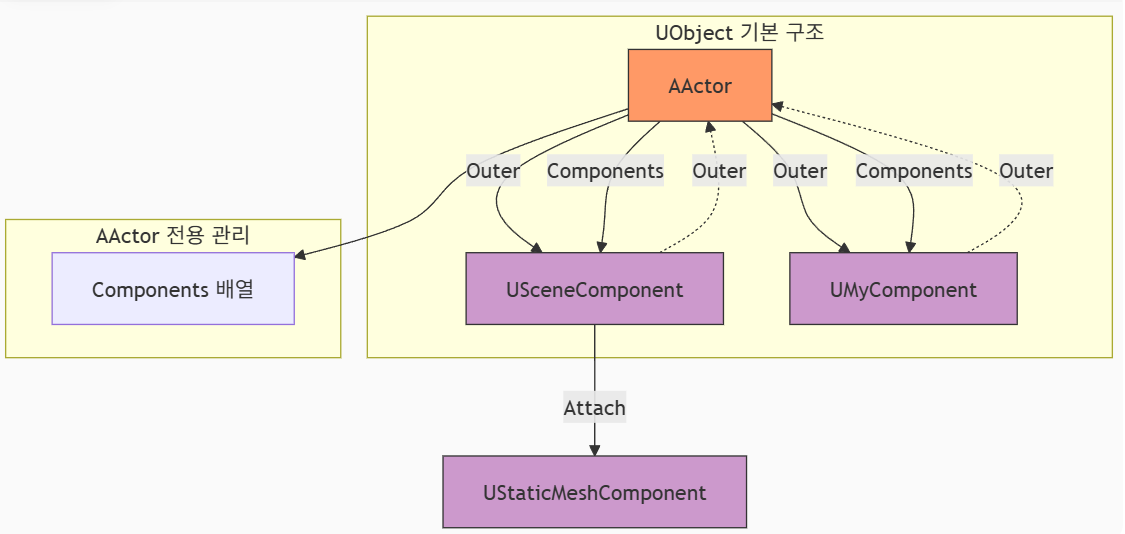 UObject 기본 구조
AActor
Outer
Components
Outer
Outer
Components
Outer
AActor 전용 관리
Components 배열
USceneComponent
UMyComponent
Attach
UStaticMeshComponent